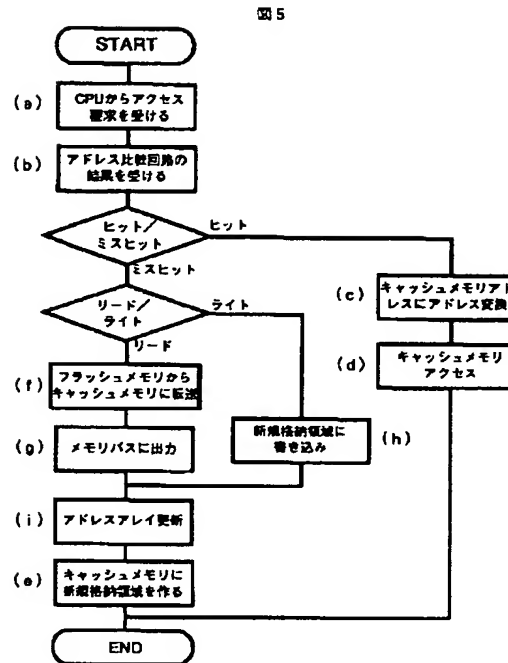 図5
START
(a)
CPUからアクセス
要求を受ける
(b)
アドレス比較回路の
結果を受ける
ヒット/
ミスヒット
ヒット
ミスヒット
リード/
ライト
ライト
リード
(c)
キャッシュメモリアド
レスにアドレス変換
(d)
キャッシュメモリ
アクセス
(f)
フラッシュメモリから
キャッシュメモリに転送
(g)
メモリバスに出力
新規格納領域に
書き込み
(h)
(i)
アドレスアレイ更新
(e)
キャッシュメモリに
新規格納領域を作る
END